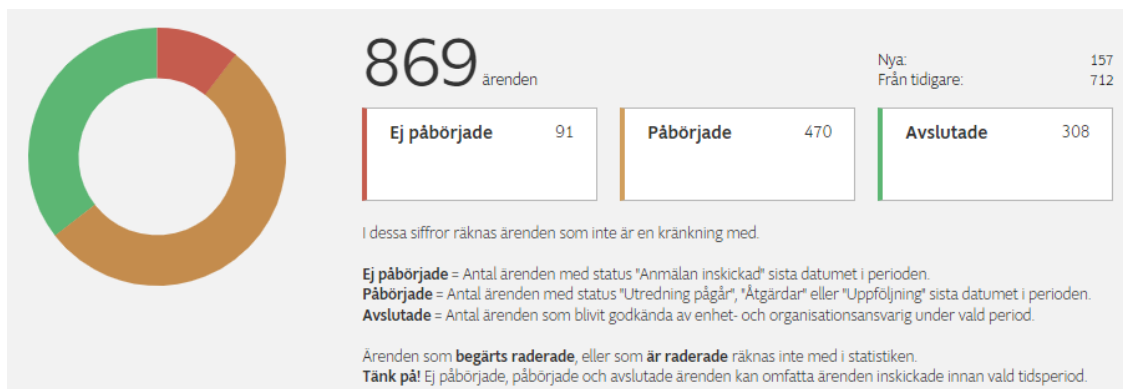 869 ärenden
Nya: 157
Från tidigare: 712
Ej påbörjade 91
Påbörjade 470
Avslutade 308
I dessa siffror räknas ärenden som inte är en kränkning med.
Ej påbörjade = Antal ärenden med status "Anmälan inskickad" sista datumet i perioden.
Påbörjade = Antal ärenden med status "Utredning pågår", "Åtgärdar" eller "Uppföljning" sista datumet i perioden.
Avslutade = Antal ärenden som blivit godkända av enhet- och organisationsansvarig under vald period.
Ärenden som begärts raderade, eller som är raderade räknas inte med i statistiken.
Tänk på! Ej påbörjade, påbörjade och avslutade ärenden kan omfatta ärenden inskickade innan vald tidsperiod.